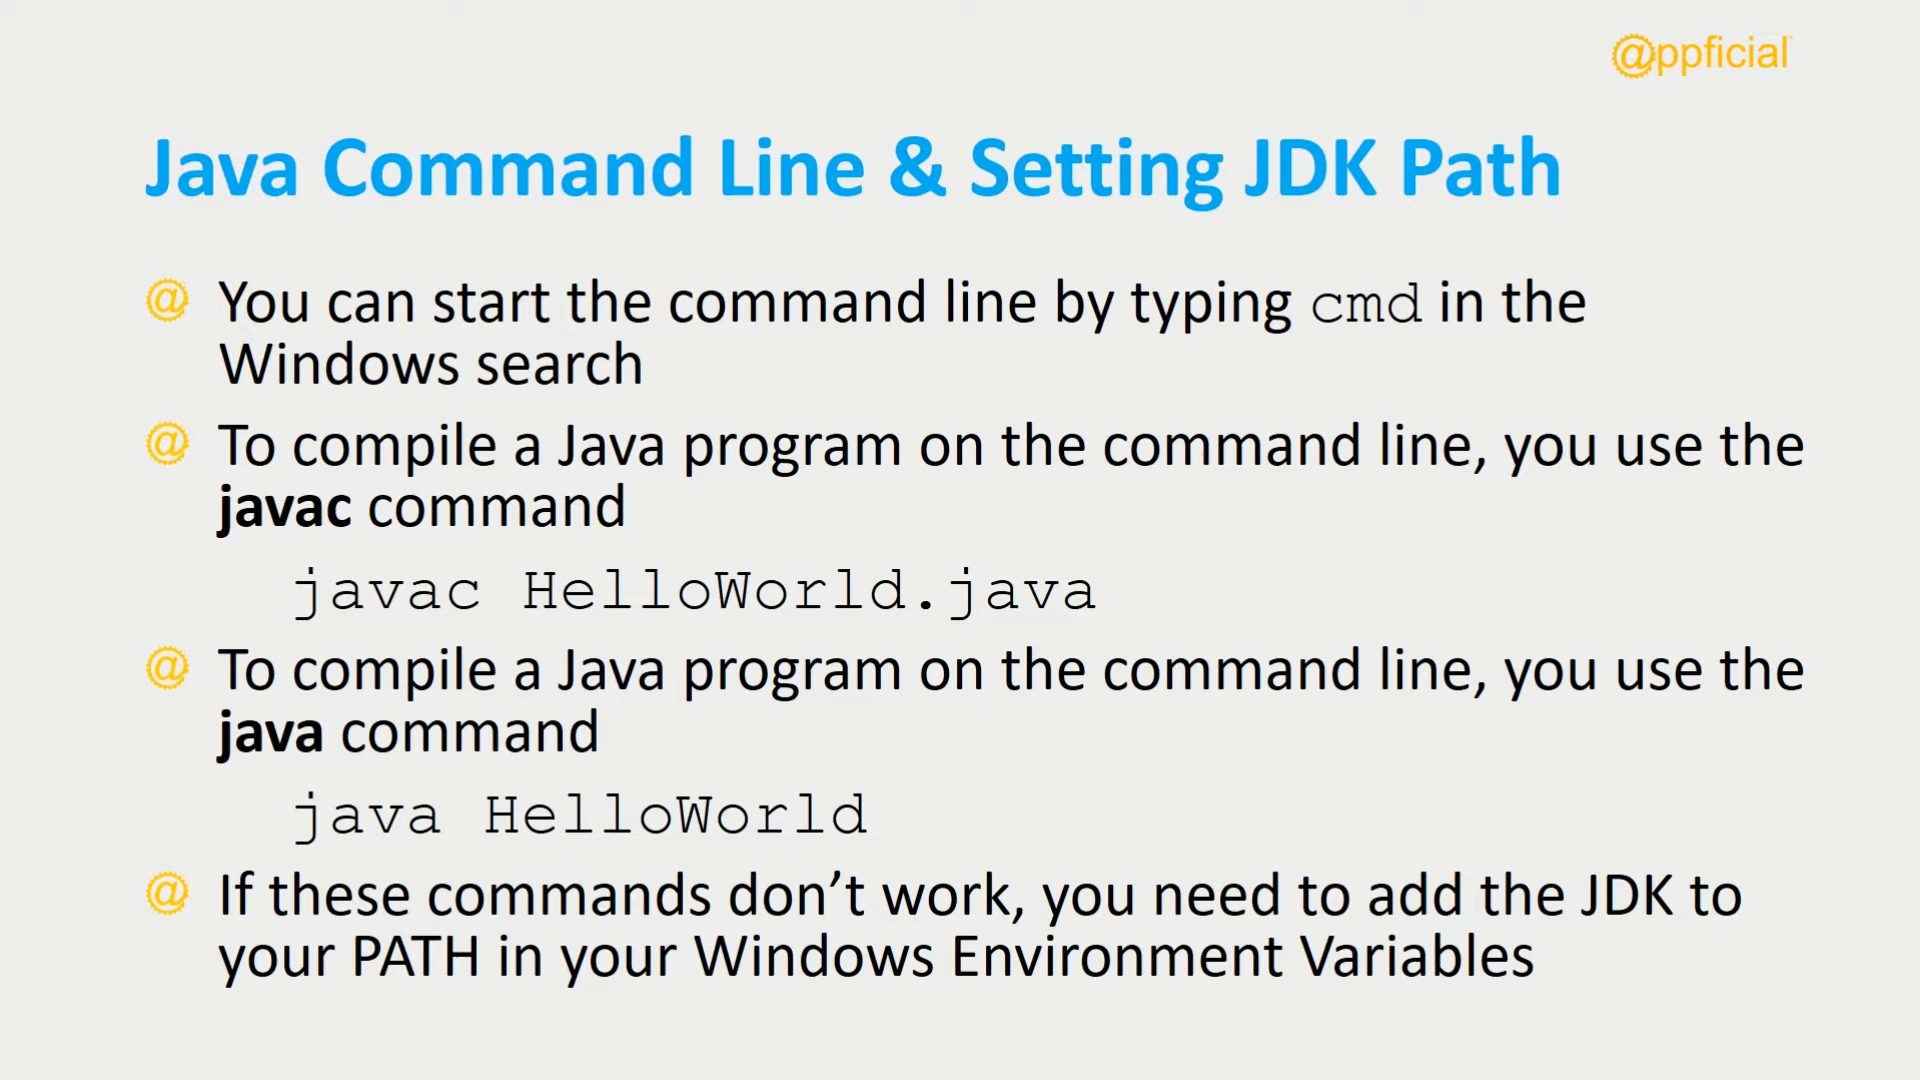 @ppficial
Java Command Line & Setting JDK Path
@ You can start the command line by typing cmd in the
Windows search
@ To compile a Java program on the command line, you use the
javac command
javac HelloWorld.java
@ To compile a Java program on the command line, you use the
java command
java HelloWorld
@ If these commands don’t work, you need to add the JDK to
your PATH in your Windows Environment Variables